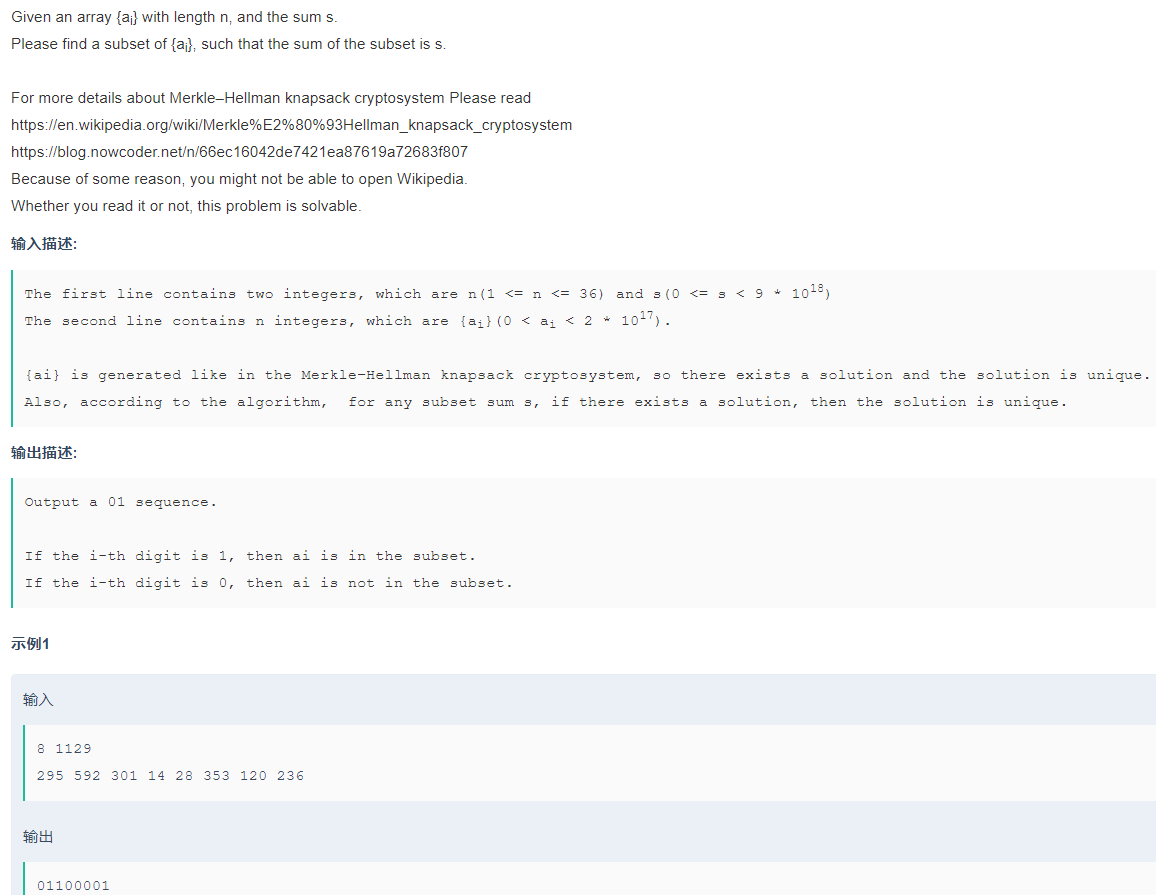 Given an array {ai} with length n, and the sum s.
Please find a subset of {ai}, such that the sum of the subset is s.
For more details about Merkle–Hellman knapsack cryptosystem Please read
https://en.wikipedia.org/wiki/Merkle%E2%80%93Hellman_knapsack_cryptosystem
https://blog.nowcoder.net/n/66ec16042de7421ea87619a72683f807
Because of some reason, you might not be able to open Wikipedia.
Whether you read it or not, this problem is solvable.
输入描述:
The first line contains two integers, which are n(1 <= n <= 36) and s(0 <= s < 9 * 10^18)
The second line contains n integers, which are {ai}(0 < ai < 2 * 10^17).
{ai} is generated like in the Merkle–Hellman knapsack cryptosystem, so there exists a solution and the solution is unique.
Also, according to the algorithm,  for any subset sum s, if there exists a solution, then the solution is unique.
输出描述:
Output a 01 sequence.
If the i-th digit is 1, then ai is in the subset.
If the i-th digit is 0, then ai is not in the subset.
示例1
输入
8 1129
295 592 301 14 28 353 120 236
输出
01100001